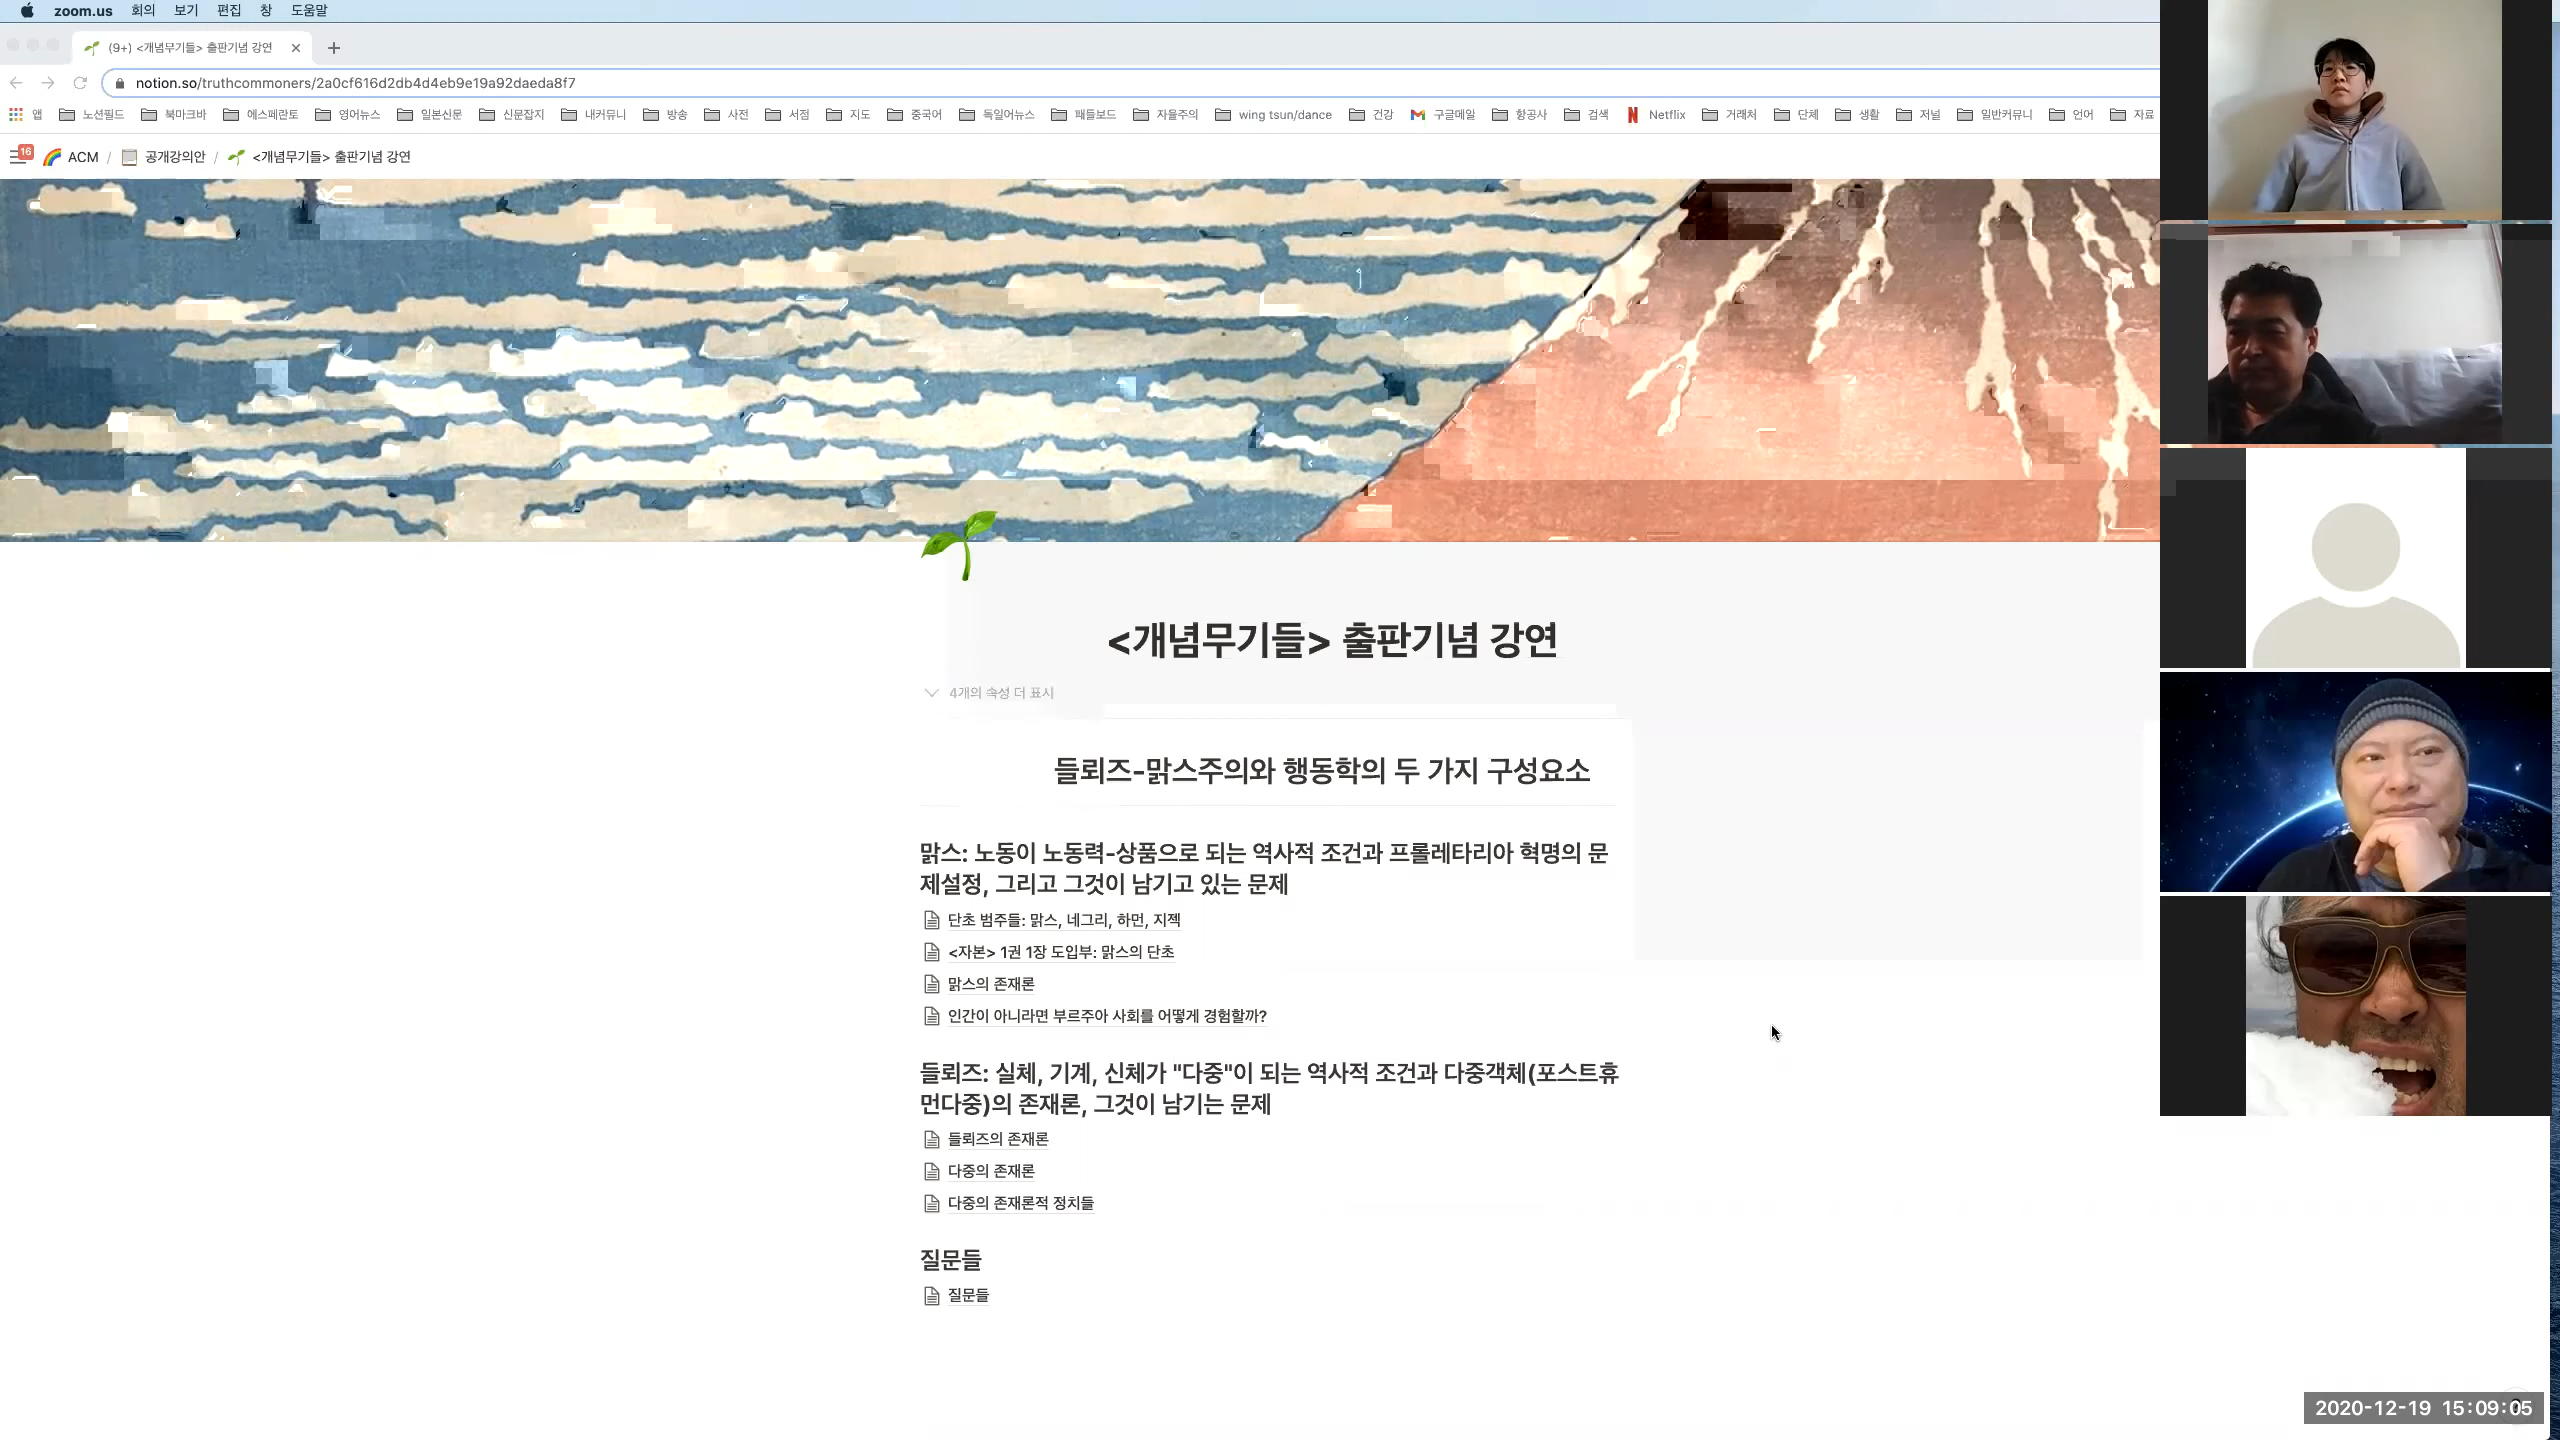 zoom.us 회의 보기 편집 창 도움말
(9+) <개념무기들> 출판기념 강연
notion.so/truthcommoners/2a0cf616d2db4d4eb9e19a92daeda8f7
앱 노션필드 북마크바 에스페란토 영어뉴스 일본신문 신문잡지 내커뮤니 방송 사전 서점 지도 중국어 독일어뉴스 패들보드 자율주의 wing tsun/dance 건강 구글메일 항공사 검색 Netflix 거래처 단체 생활 저널 일반커뮤니 언어 자료
16 ACM / 공개강의안 / <개념무기들> 출판기념 강연
<개념무기들> 출판기념 강연
4개의 속성 더 표시
들뢰즈-맑스주의와 행동학의 두 가지 구성요소
맑스: 노동이 노동력-상품으로 되는 역사적 조건과 프롤레타리아 혁명의 문
제설정, 그리고 그것이 남기고 있는 문제
단초 범주들: 맑스, 네그리, 하먼, 지젝
<자본> 1권 1장 도입부: 맑스의 단초
맑스의 존재론
인간이 아니라면 부르주아 사회를 어떻게 경험할까?
들뢰즈: 실체, 기계, 신체가 "다중"이 되는 역사적 조건과 다중객체(포스트휴
먼다중)의 존재론, 그것이 남기는 문제
들뢰즈의 존재론
다중의 존재론
다중의 존재론적 정치들
질문들
질문들
2020-12-19 15:09:05